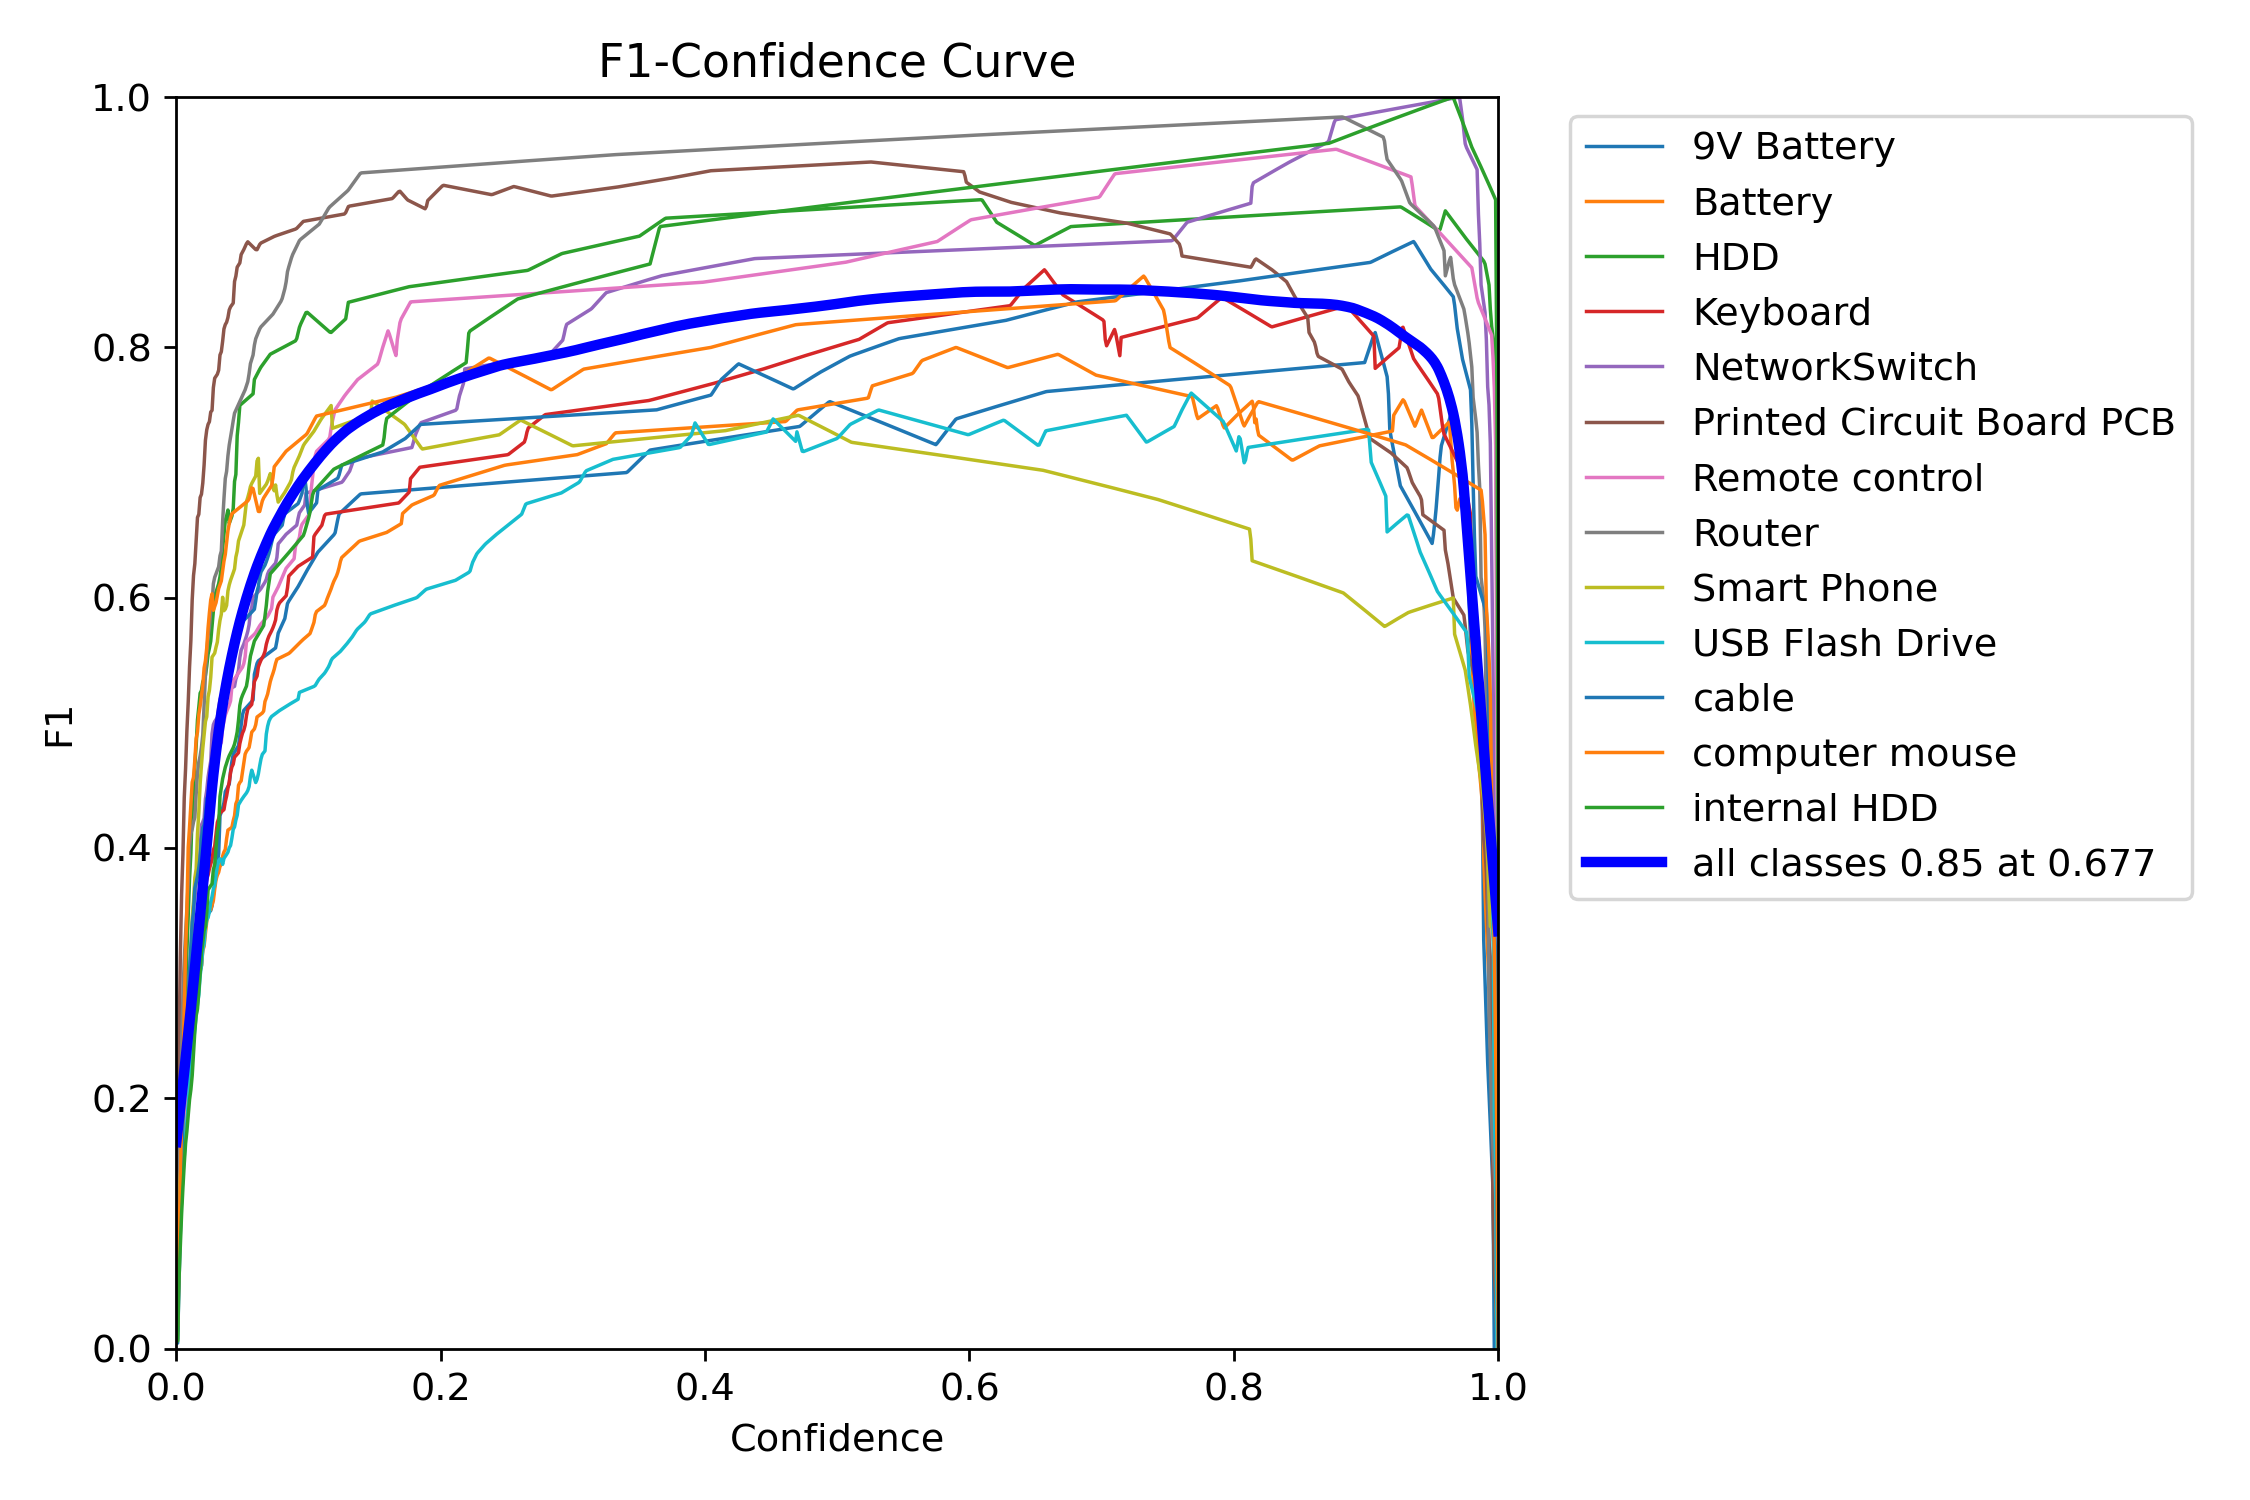 F1-Confidence Curve
1.0
0.8
0.6
0.4
0.2
0.0
F1
0.0 0.2 0.4 0.6 0.8 1.0
Confidence
9V Battery
Battery
HDD
Keyboard
NetworkSwitch
Printed Circuit Board PCB
Remote control
Router
Smart Phone
USB Flash Drive
cable
computer mouse
internal HDD
all classes 0.85 at 0.677